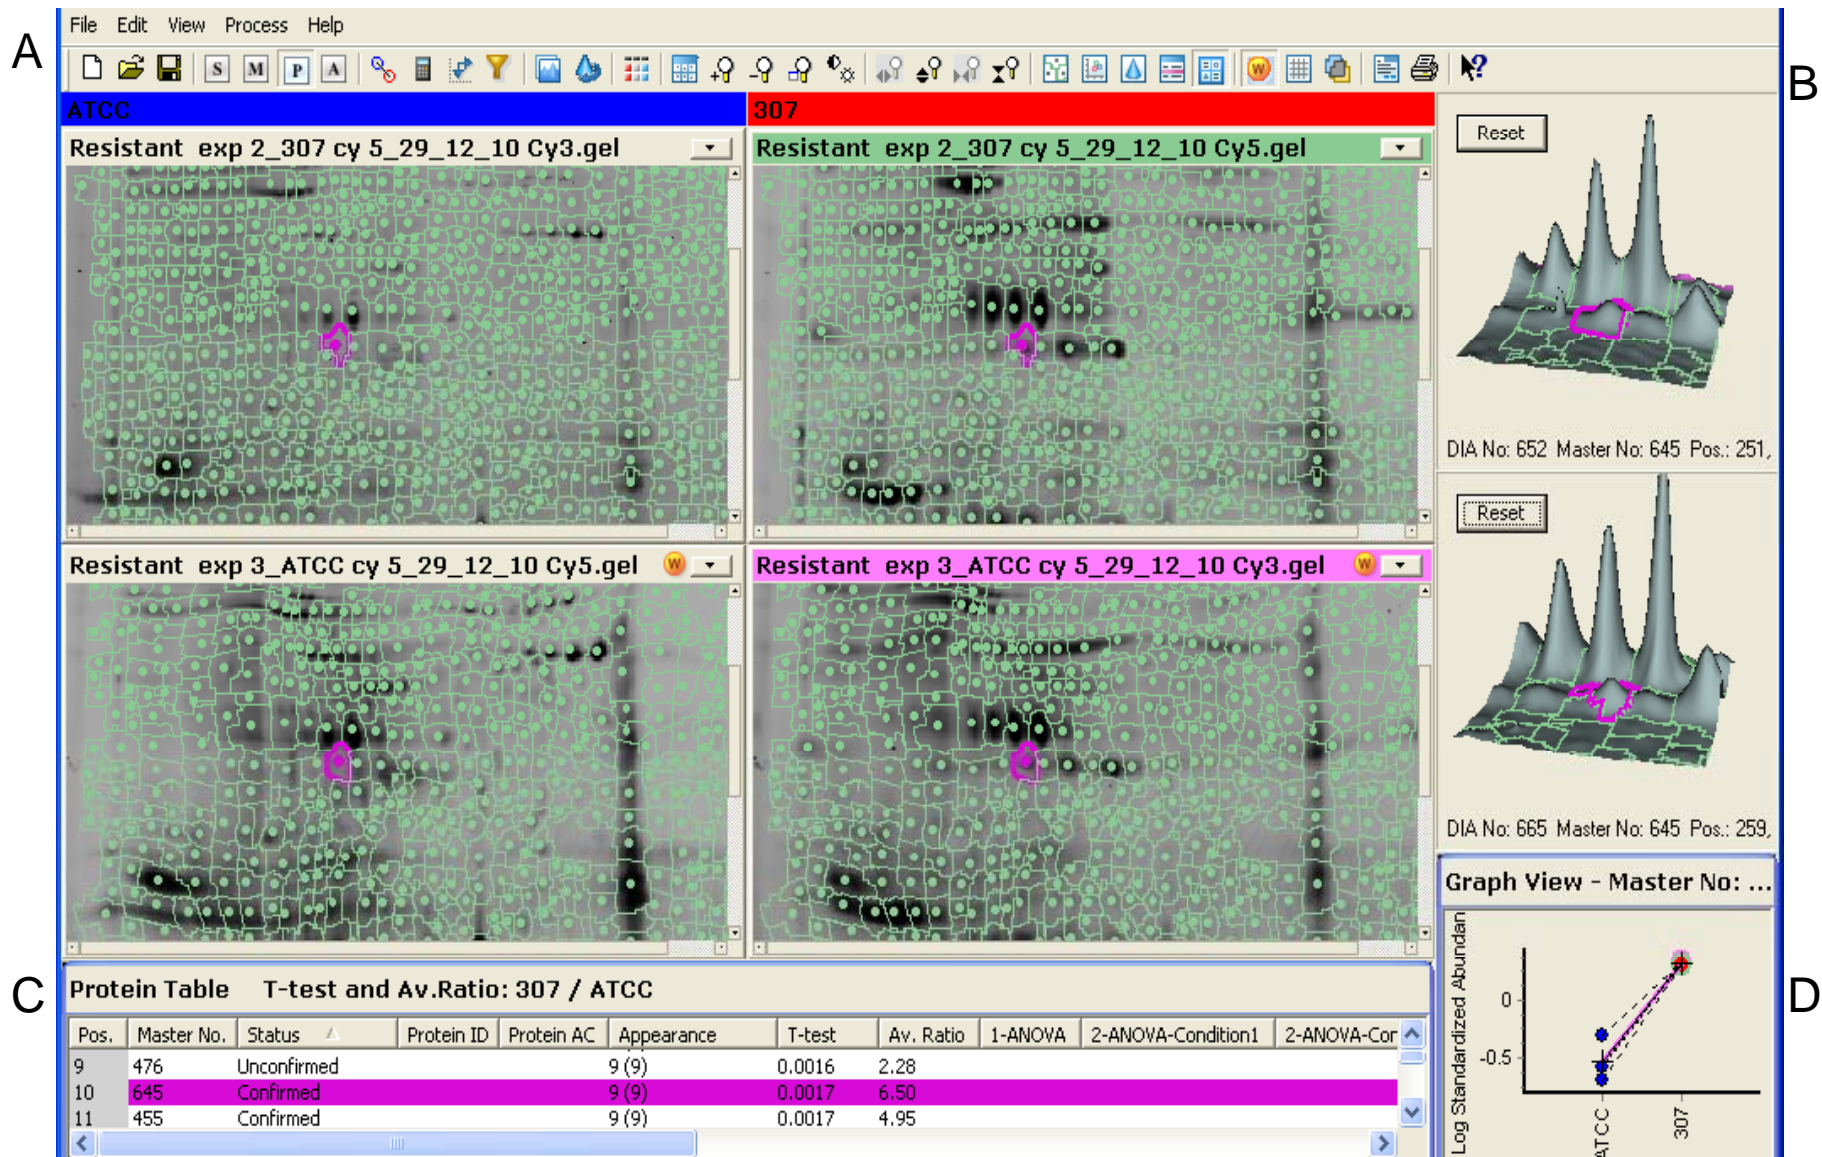 A
File Edit View Process Help
B
S M P A
W
ATCC
307
Reset
Resistant exp 2_307 cy 5_29_12_10 Cy3.gel
Resistant exp 2_307 cy 5_29_12_10 Cy5.gel
DIA No: 652 Master No: 645 Pos.: 251,
Reset
Resistant exp 3_ATCC cy 5_29_12_10 Cy5.gel W
Resistant exp 3_ATCC cy 5_29_12_10 Cy3.gel W
DIA No: 665 Master No: 645 Pos.: 259,
Graph View - Master No: ...
C
Protein Table T-test and Av.Ratio: 307 / ATCC
D
Pos. Master No. Status Protein ID Protein AC Appearance T-test Av. Ratio 1-ANOVA 2-ANOVA-Condition1 2-ANOVA-Cor
9 476 Unconfirmed 9 (9) 0.0016 2.28
10 645 Confirmed 9 (9) 0.0017 6.50
11 455 Confirmed 9 (9) 0.0017 4.95
Log Standardized Abundan
0
-0.5
ATCC
307